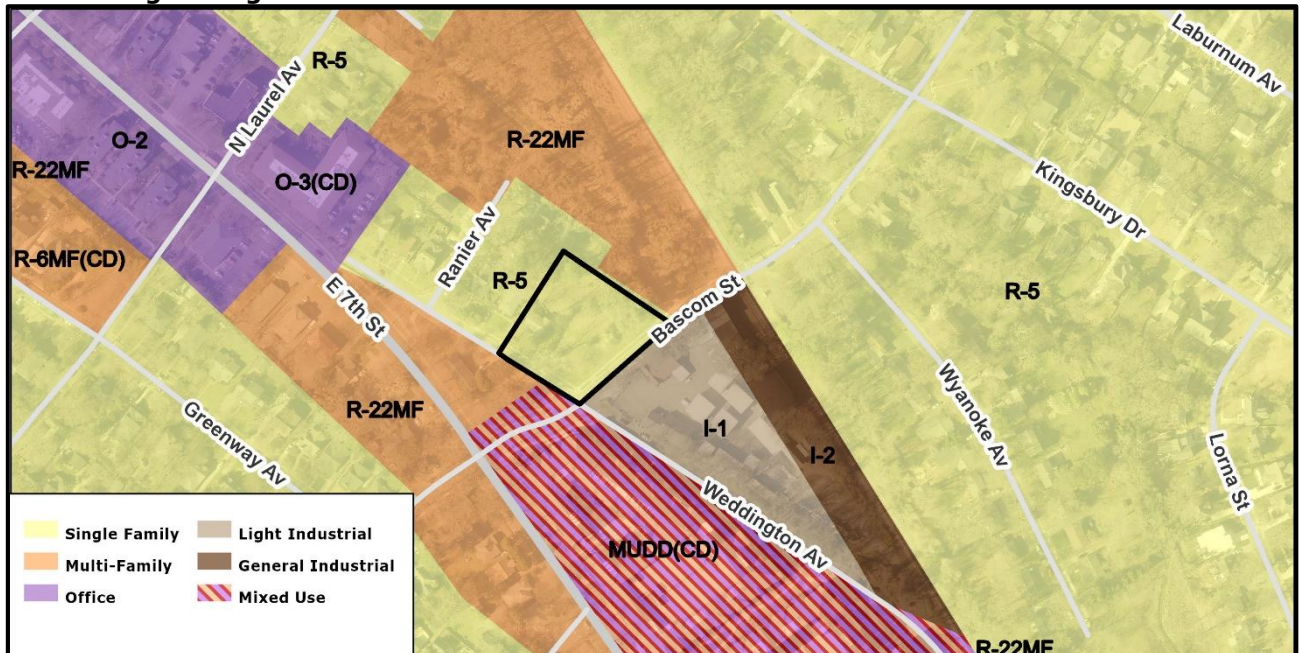 Laburnum Av
R-5
N Laurel Av
O-2
R-22MF
R-22MF
O-3(CD)
Kingsbury Dr
Ranier Av
R-6MF(CD)
R-5
R-5
E 7th St
Bascom St
R-22MF
Greenway Av
Wyanoke Av
I-1
I-2
Lorna St
Weddington Av
MUDD(CD)
R-22MF
Single Family
Light Industrial
Multi-Family
General Industrial
Office
Mixed Use